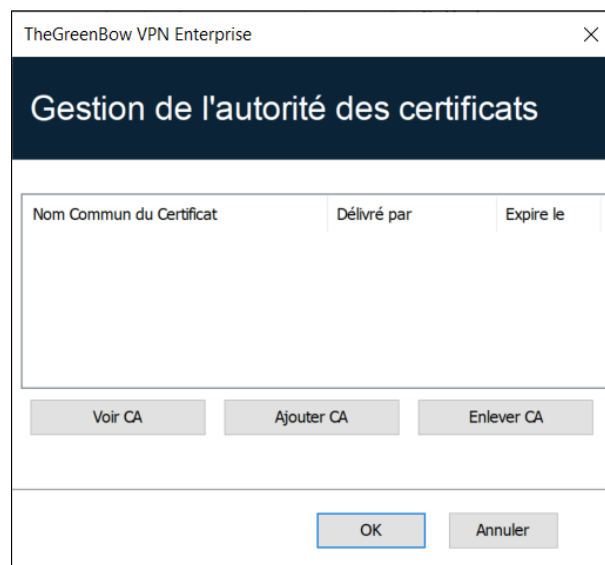 TheGreenBow VPN Enterprise
Gestion de l'autorité des certificats
Nom Commun du Certificat Délivré par Expire le
Voir CA Ajouter CA Enlever CA
OK Annuler